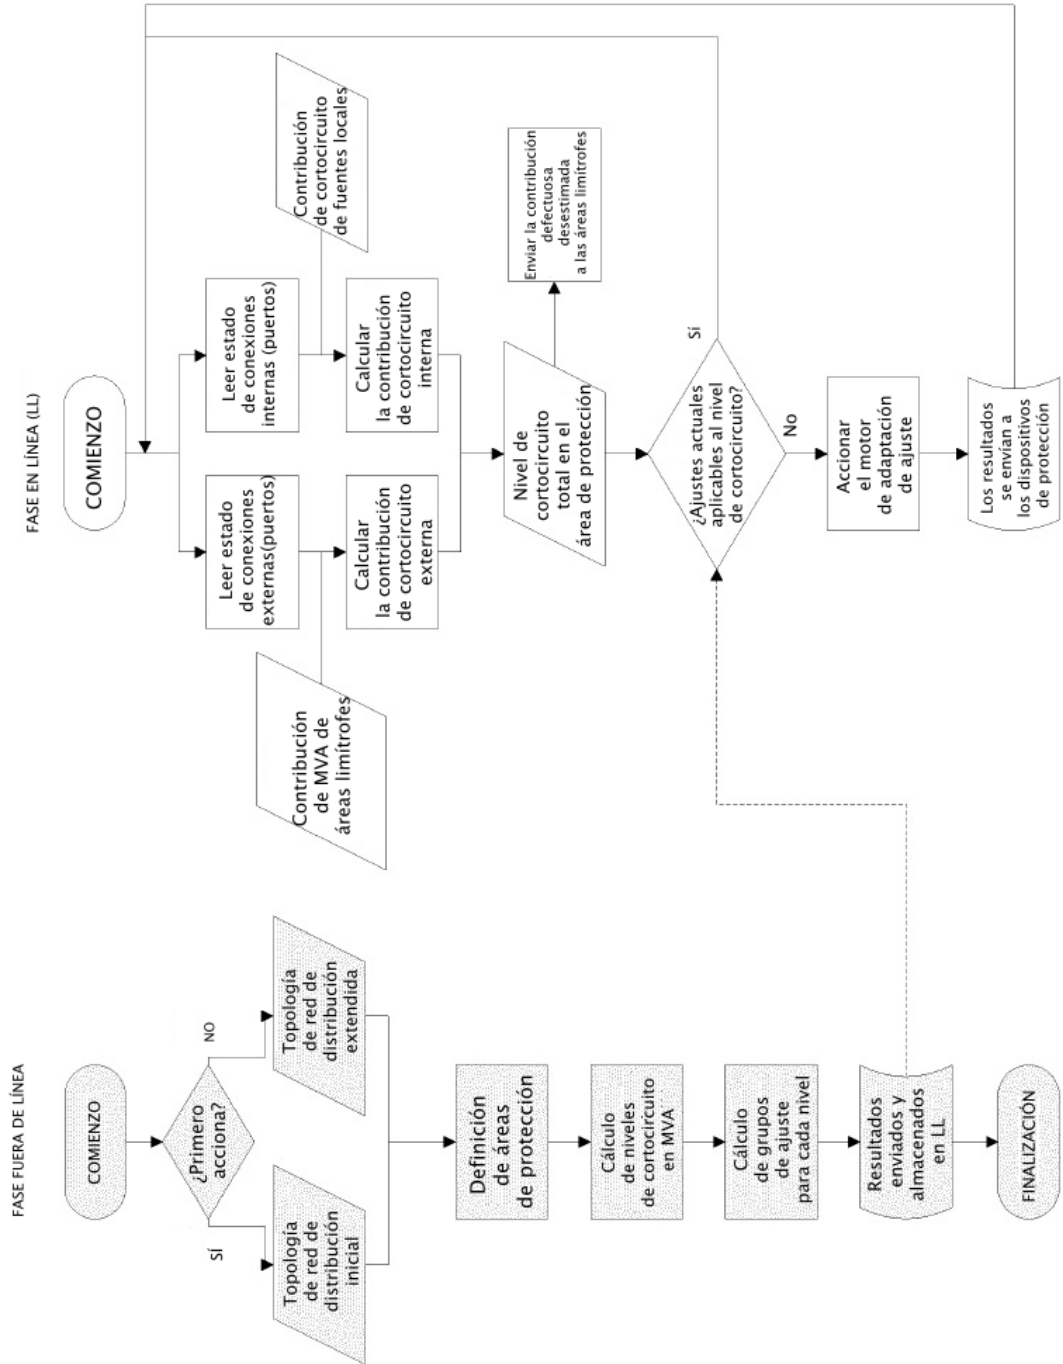 FASE FUERA DE LÍNEA
COMIENZO
¿Primero
acciona?
SÍ
NO
Topología
de red de
distribución
inicial
Topología
de red de
distribución
extendida
Definición
de áreas
de protección
Cálculo
de niveles
de cortocircuito
en MVA
Cálculo
de grupos
de ajuste
para cada nivel
Resultados
enviados y
almacenados
en LL
FINALIZACIÓN
FASE EN LÍNEA (LL)
COMIENZO
Leer estado
de conexiones
externas(puertos)
Leer estado
de conexiones
internas (puertos)
Contribución
de MVA de
áreas limítrofes
Contribución
de cortocircuito
de fuentes locales
Calcular
la contribución
de cortocircuito
externa
Calcular
la contribución
de cortocircuito
interna
Nivel de
cortocircuito
total en el
área de protección
Enviar la contribución
defectuosa
desestimada
a las áreas limítrofes
¿Ajustes actuales
aplicables al nivel
de cortocircuito?
Sí
No
Accionar
el motor
de adaptación
de ajuste
Los resultados
se envían a
los dispositivos
de protección